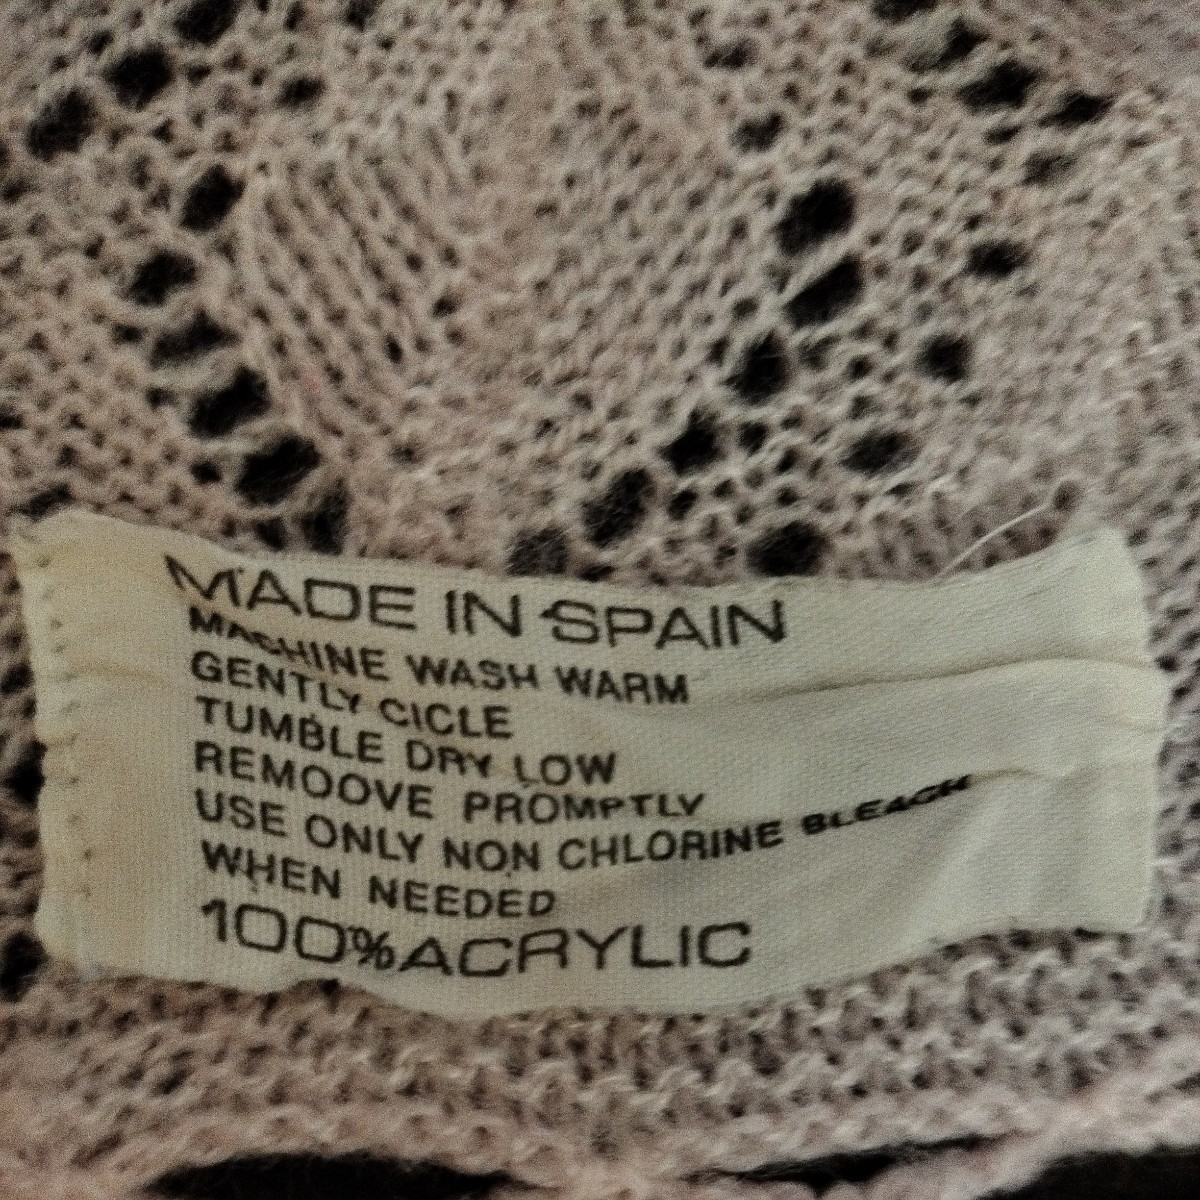 MADE IN SPAIN
MACHINE WASH WARM
GENTLY CICLE
TUMBLE DRY LOW
REMOOVE PROMPTLY
USE ONLY NON CHLORINE BLEACH
WHEN NEEDED
100% ACRYLIC